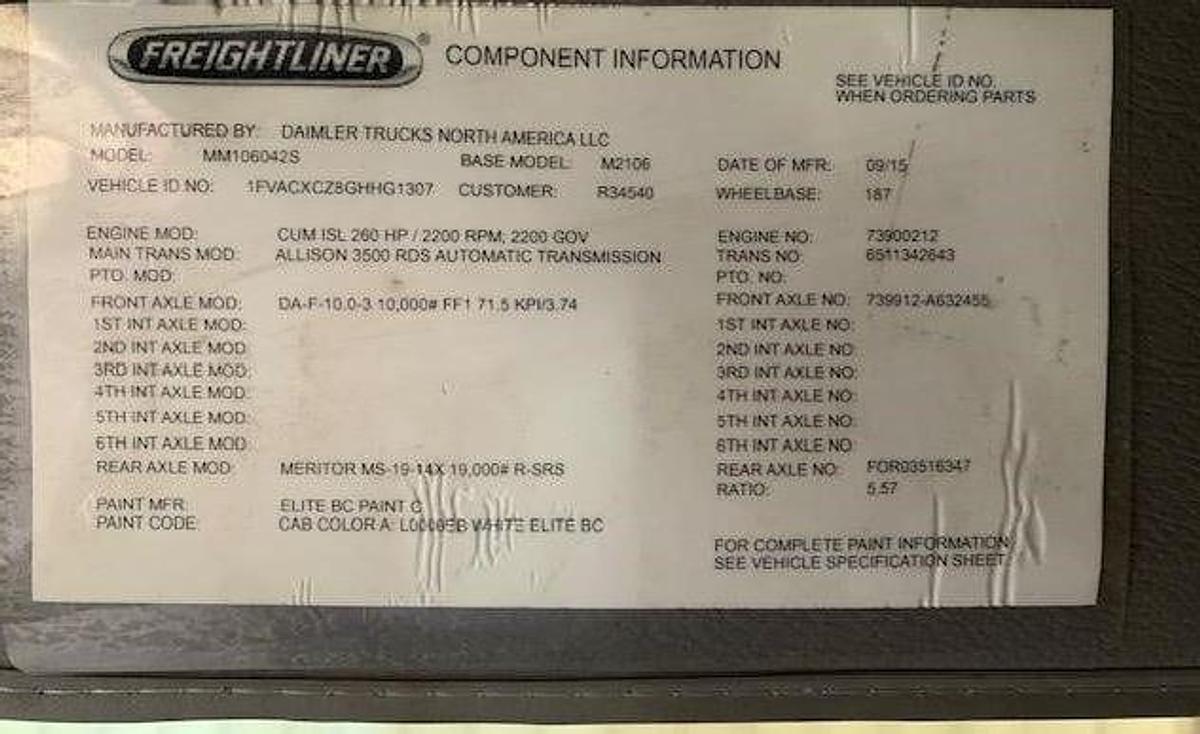 FREIGHTLINER® COMPONENT INFORMATION
SEE VEHICLE ID NO.
WHEN ORDERING PARTS
MANUFACTURED BY: DAIMLER TRUCKS NORTH AMERICA LLC
MODEL: MM106042S BASE MODEL: M2106 DATE OF MFR: 09/15
VEHICLE ID NO: 1FVACXCZ8GHHG1307 CUSTOMER: R34540 WHEELBASE: 187
ENGINE MOD: CUM ISL 260 HP / 2200 RPM, 2200 GOV ENGINE NO: 73900212
MAIN TRANS MOD: ALLISON 3500 RDS AUTOMATIC TRANSMISSION TRANS NO: 6511342643
PTO. MOD: PTO. NO:
FRONT AXLE MOD: DA-F-10.0-3 10,000# FF1 71.5 KPI/3.74 FRONT AXLE NO: 739912-A632455
1ST INT AXLE MOD: 1ST INT AXLE NO:
2ND INT AXLE MOD: 2ND INT AXLE NO:
3RD INT AXLE MOD: 3RD INT AXLE NO:
4TH INT AXLE MOD: 4TH INT AXLE NO:
5TH INT AXLE MOD: 5TH INT AXLE NO:
6TH INT AXLE MOD: 6TH INT AXLE NO:
REAR AXLE MOD: MERITOR MS-19-14X 19,000# R-SRS REAR AXLE NO: FOR03516347
RATIO: 5.57
PAINT MFR: ELITE BC PAINT C
PAINT CODE: CAB COLOR A: L0006EB WHITE ELITE BC
FOR COMPLETE PAINT INFORMATION
SEE VEHICLE SPECIFICATION SHEET